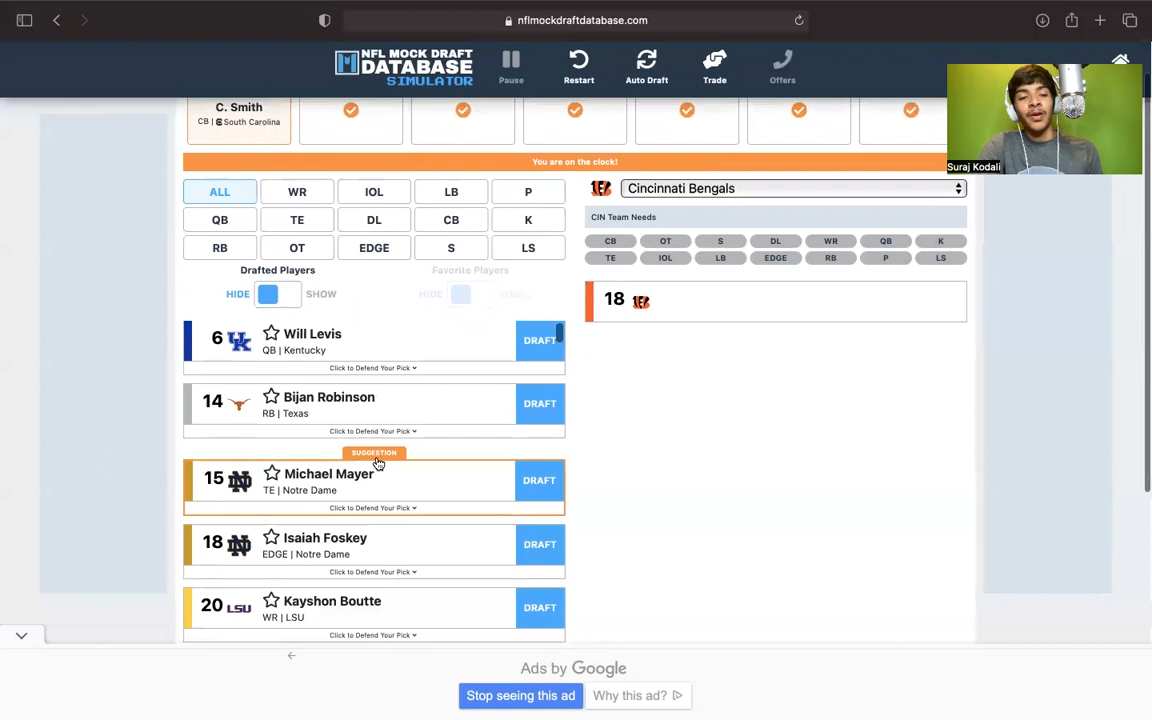 nflmockdraftdatabase.com
NFL MOCK DRAFT
DATABASE
SIMULATOR
Pause
Restart
Auto Draft
Trade
Offers
C. Smith
CB | South Carolina
Suraj Kodali
You are on the clock!
ALL WR IOL LB P
QB TE DL CB K
RB OT EDGE S LS
Drafted Players
Favorite Players
HIDE SHOW
HIDE
Cincinnati Bengals
CIN Team Needs
CB OT S DL WR QB K
TE IOL LB EDGE RB P LS
18
6 Will Levis
QB | Kentucky
DRAFT
Click to Defend Your Pick
14 Bijan Robinson
RB | Texas
DRAFT
Click to Defend Your Pick
SUGGESTION
15 Michael Mayer
TE | Notre Dame
DRAFT
Click to Defend Your Pick
18 Isaiah Foskey
EDGE | Notre Dame
DRAFT
Click to Defend Your Pick
20 LSU Kayshon Boutte
WR | LSU
DRAFT
Click to Defend Your Pick
Ads by Google
Stop seeing this ad
Why this ad?